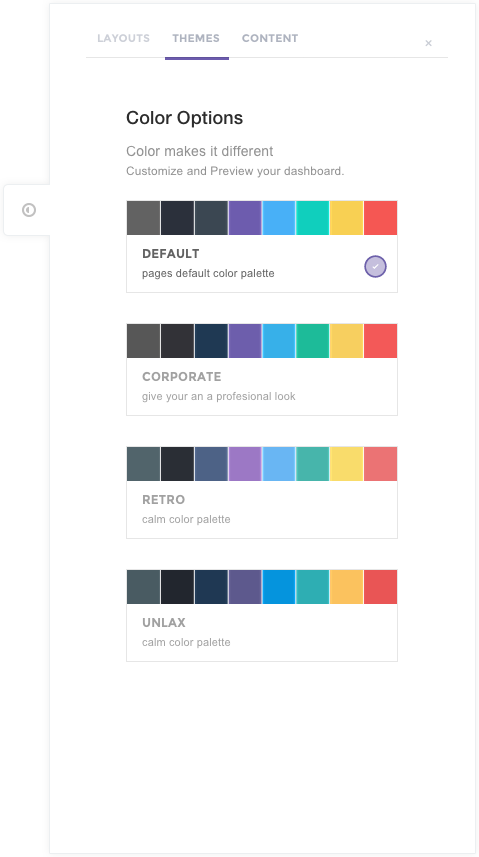 LAYOUTS THEMES CONTENT ×
Color Options
Color makes it different
Customize and Preview your dashboard.
DEFAULT
pages default color palette
CORPORATE
give your an a profesional look
RETRO
calm color palette
UNLAX
calm color palette